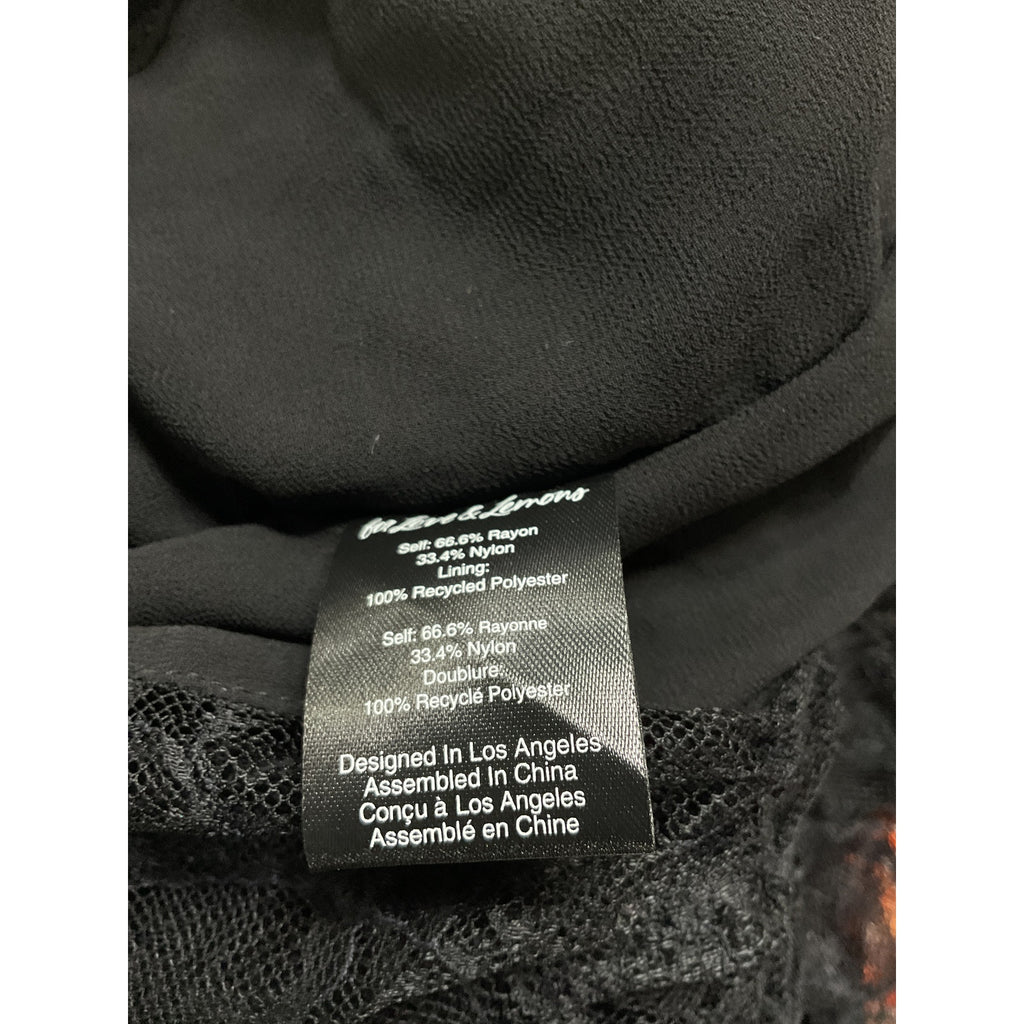 for Love & Lemons
Self: 66.6% Rayon
33.4% Nylon
Lining:
100% Recycled Polyester
Self: 66.6% Rayonne
33.4% Nylon
Doublure:
100% Recyclé Polyester
Designed In Los Angeles
Assembled In China
Conçu à Los Angeles
Assemblé en Chine